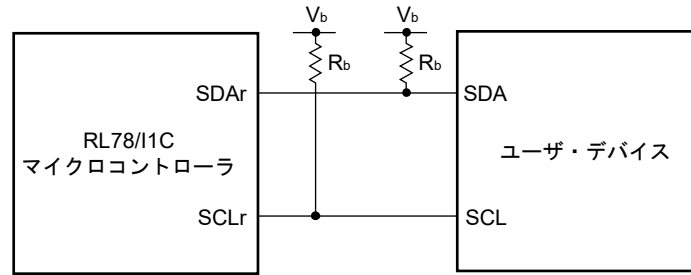 Vb
Vb
Rb
Rb
SDAr
SDA
RL78/I1C
マイクロコントローラ
ユーザ・デバイス
SCLr
SCL